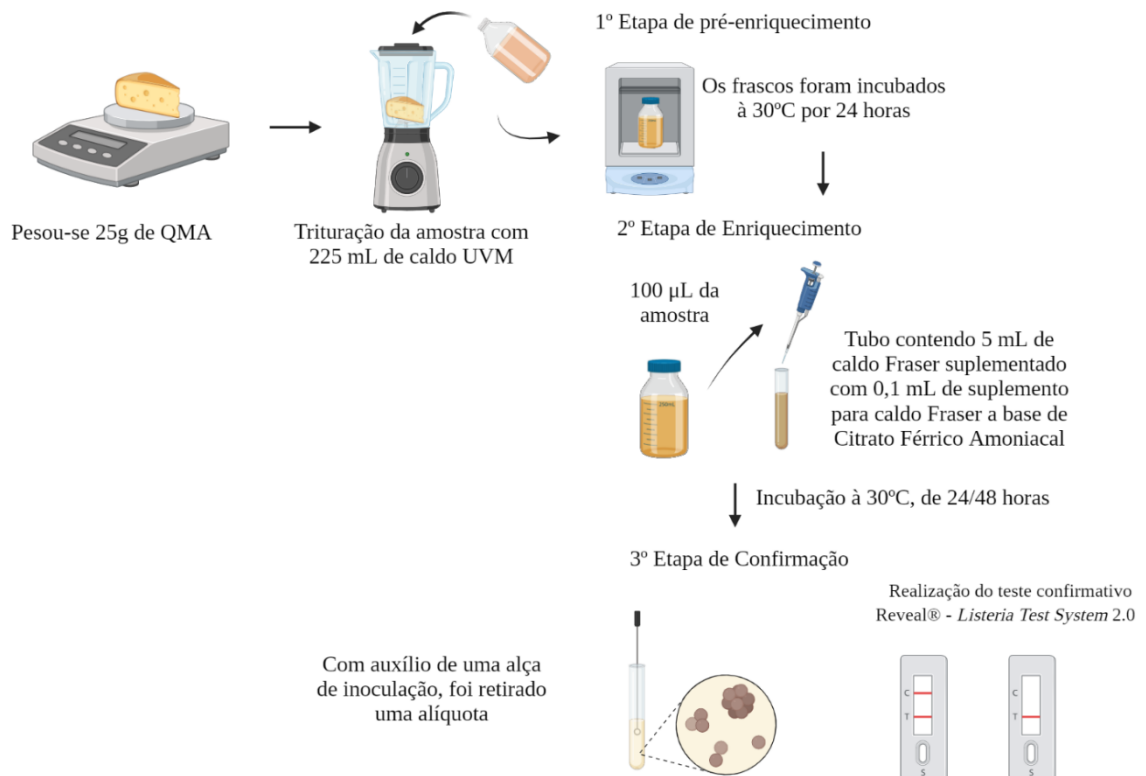 1º Etapa de pré-enriquecimento
Os frascos foram incubados
à 30ºC por 24 horas
Pesou-se 25g de QMA
Trituração da amostra com
225 mL de caldo UVM
2º Etapa de Enriquecimento
100 μL da
amostra
250mL
Tubo contendo 5 mL de
caldo Fraser suplementado
com 0,1 mL de suplemento
para caldo Fraser a base de
Citrato Férrico Amoniacal
Incubação à 30ºC, de 24/48 horas
3º Etapa de Confirmação
Com auxílio de uma alça
de inoculação, foi retirado
uma alíquota
Realização do teste confirmativo
Reveal® - Listeria Test System 2.0
C
T
S
C
T
S